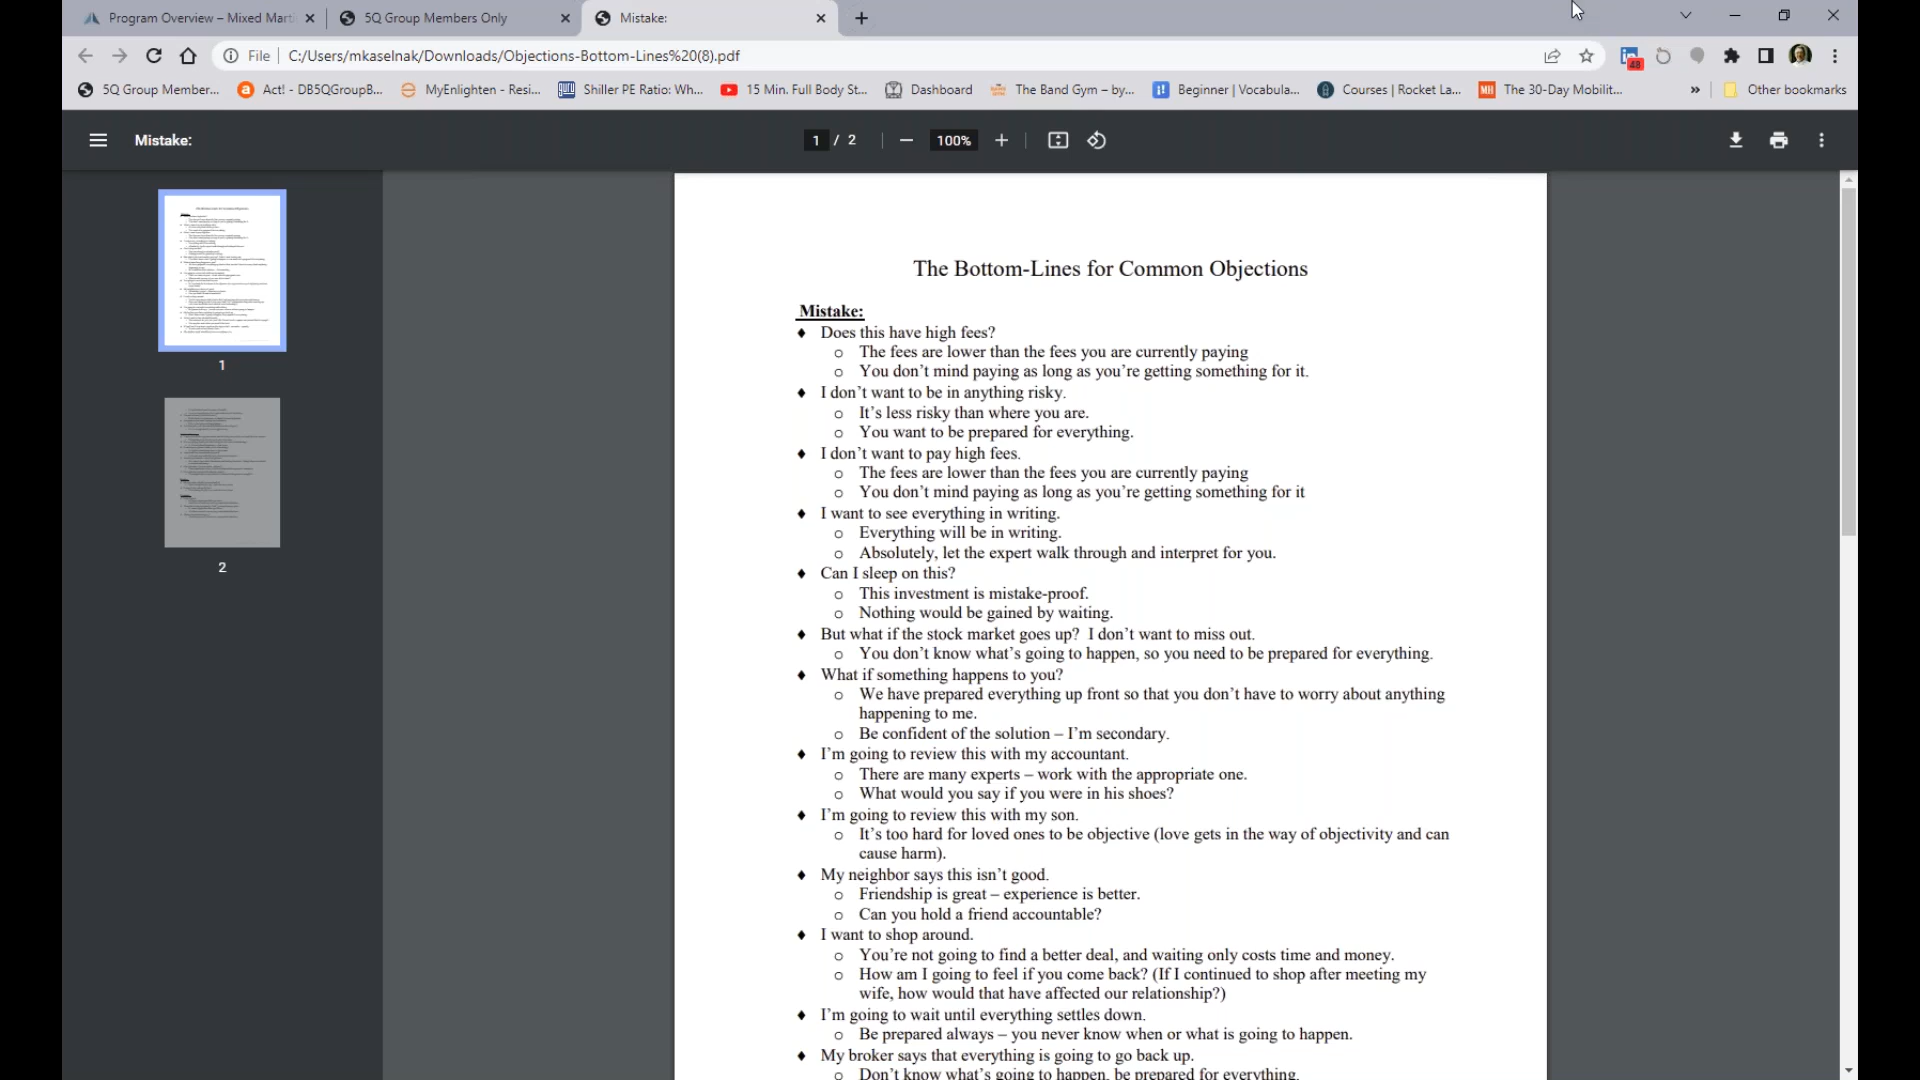 Program Overview – Mixed Marti
5Q Group Members Only
Mistake:
File
C:/Users/mkaselnak/Downloads/Objections-Bottom-Lines%20(8).pdf
48
5Q Group Member...
Act! - DB5QGroupB...
MyEnlighten - Resi...
Shiller PE Ratio: Wh...
15 Min. Full Body St...
Dashboard
The Band Gym – by...
Beginner | Vocabula...
Courses | Rocket La...
MH
The 30-Day Mobilit...
»
Other bookmarks
Mistake:
1 / 2
100%
1
2
The Bottom-Lines for Common Objections
Mistake:
♦ Does this have high fees?
o The fees are lower than the fees you are currently paying
o You don’t mind paying as long as you’re getting something for it.
♦ I don’t want to be in anything risky.
o It’s less risky than where you are.
o You want to be prepared for everything.
♦ I don’t want to pay high fees.
o The fees are lower than the fees you are currently paying
o You don’t mind paying as long as you’re getting something for it
♦ I want to see everything in writing.
o Everything will be in writing.
o Absolutely, let the expert walk through and interpret for you.
♦ Can I sleep on this?
o This investment is mistake-proof.
o Nothing would be gained by waiting.
♦ But what if the stock market goes up?  I don’t want to miss out.
o You don’t know what’s going to happen, so you need to be prepared for everything.
♦ What if something happens to you?
o We have prepared everything up front so that you don’t have to worry about anything
happening to me.
o Be confident of the solution – I’m secondary.
♦ I’m going to review this with my accountant.
o There are many experts – work with the appropriate one.
o What would you say if you were in his shoes?
♦ I’m going to review this with my son.
o It’s too hard for loved ones to be objective (love gets in the way of objectivity and can
cause harm).
♦ My neighbor says this isn’t good.
o Friendship is great – experience is better.
o Can you hold a friend accountable?
♦ I want to shop around.
o You’re not going to find a better deal, and waiting only costs time and money.
o How am I going to feel if you come back? (If I continued to shop after meeting my
wife, how would that have affected our relationship?)
♦ I’m going to wait until everything settles down.
o Be prepared always – you never know when or what is going to happen.
♦ My broker says that everything is going to go back up.
o Don’t know what’s going to happen, be prepared for everything.